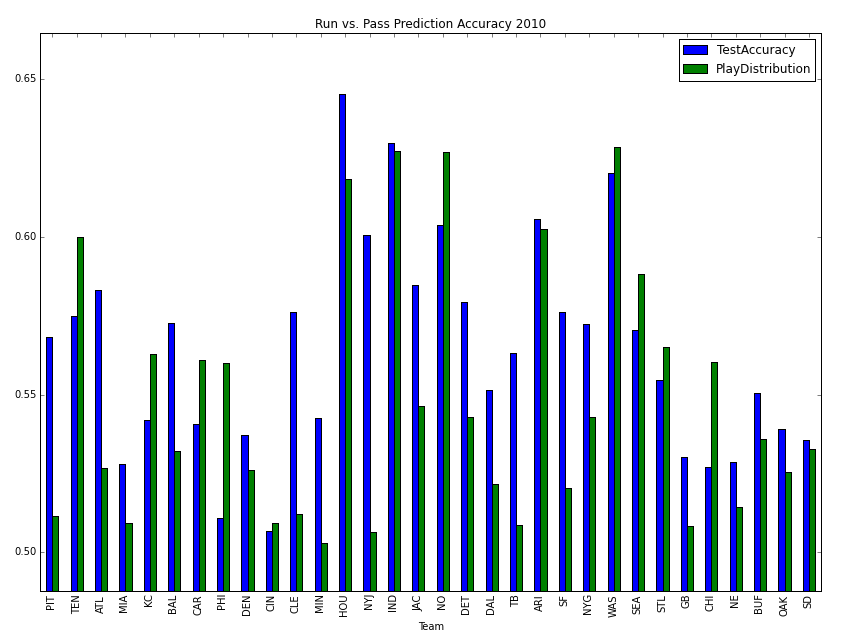 Run vs. Pass Prediction Accuracy 2010
TestAccuracy
PlayDistribution
0.65
0.60
0.55
0.50
PIT TEN ATL MIA KC BAL CAR PHI DEN CIN CLE MIN HOU NYJ IND JAC NO DET DAL TB ARI SF NYG WAS SEA STL GB CHI NE BUF OAK SD
Team